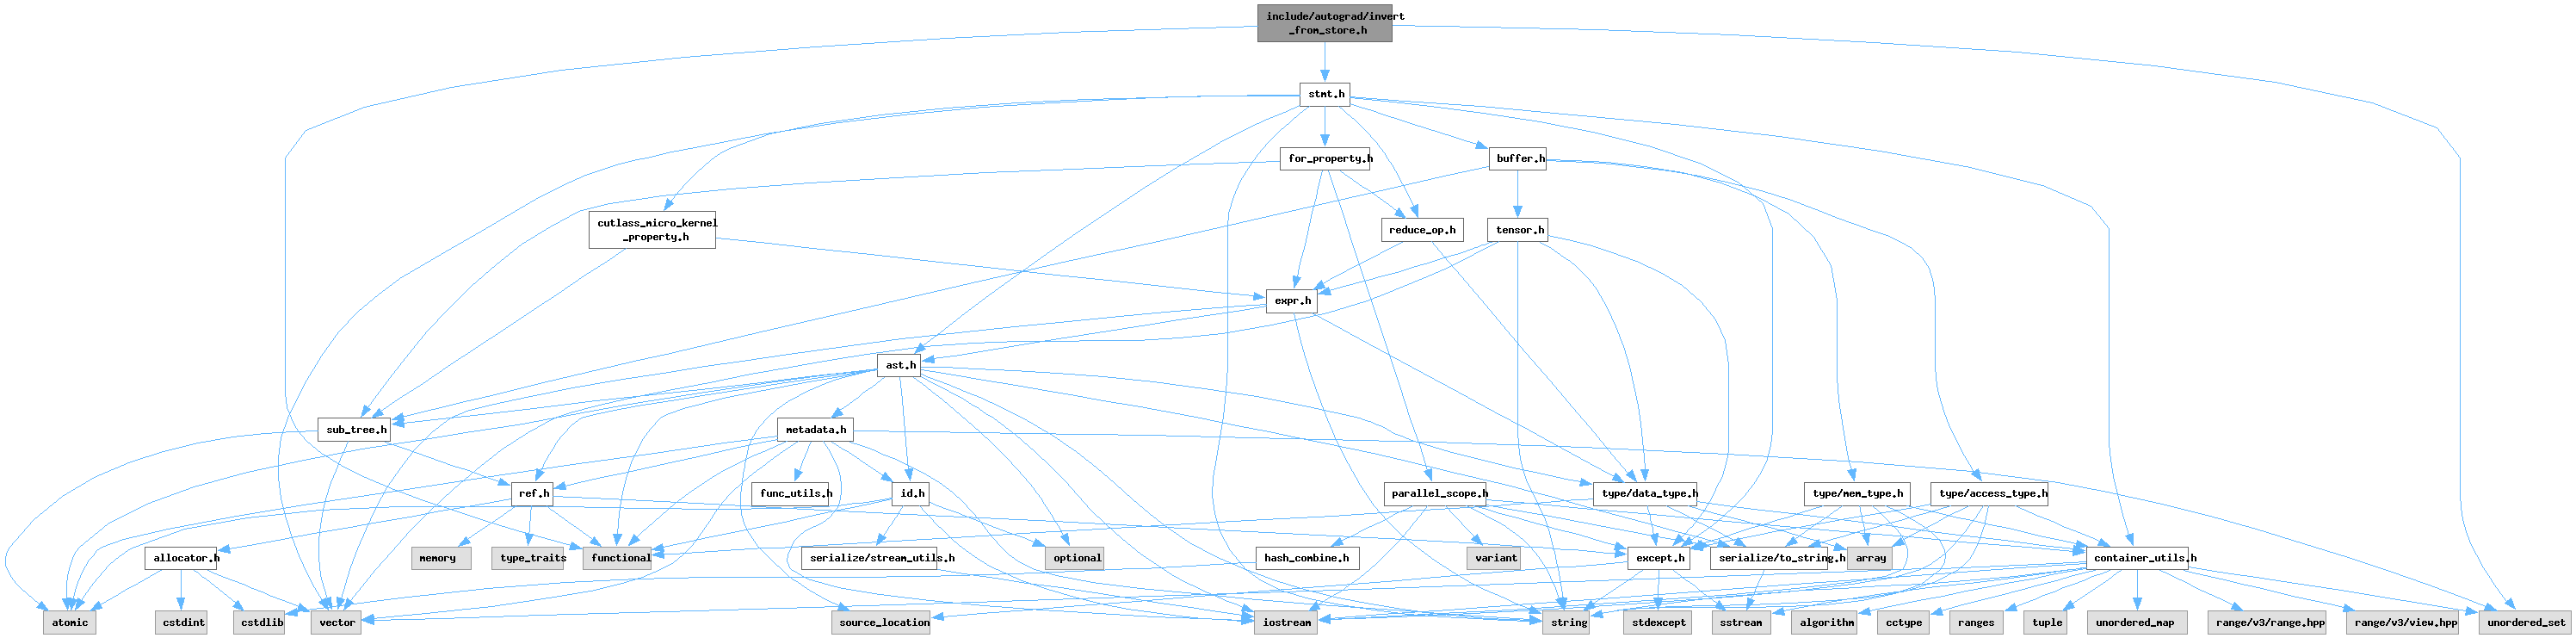 include/autograd/invert
_from_store.h
stmt.h
for_property.h
buffer.h
cutlass_micro_kernel
_property.h
reduce_op.h
tensor.h
expr.h
ast.h
sub_tree.h
metadata.h
ref.h
func_utils.h
id.h
parallel_scope.h
type/data_type.h
type/mem_type.h
type/access_type.h
allocator.h
memory
type_traits
functional
serialize/stream_utils.h
optional
hash_combine.h
variant
except.h
serialize/to_string.h
array
container_utils.h
atomic
cstdint
cstdlib
vector
source_location
iostream
string
stdexcept
sstream
algorithm
cctype
ranges
tuple
unordered_map
range/v3/range.hpp
range/v3/view.hpp
unordered_set